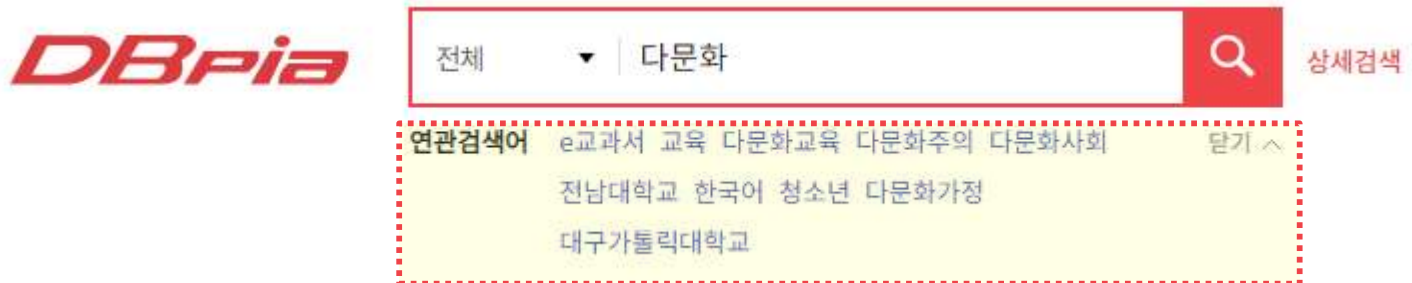 DBpia
전체 다문화 상세검색
연관검색어 e교과서 교육 다문화교육 다문화주의 다문화사회 닫기
전남대학교 한국어 청소년 다문화가정
대구가톨릭대학교